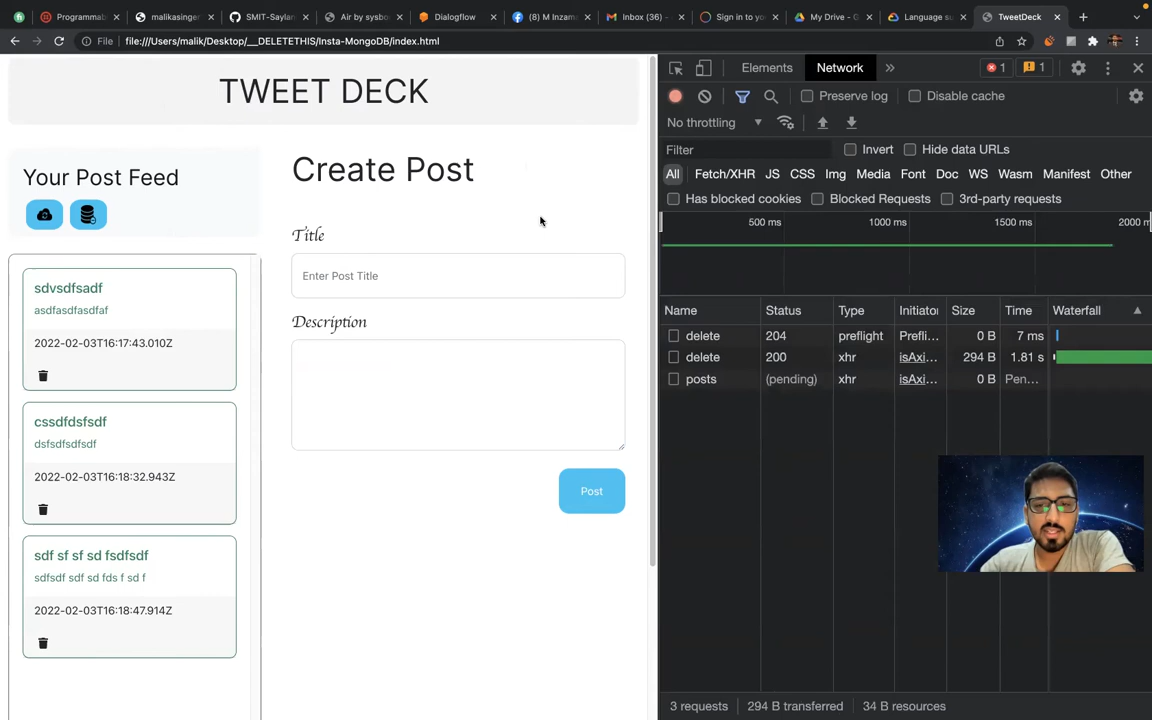 Programmab
malikasinger
SMIT-Saylan
Air by sysbo
Dialogflow
(8) M Inzam
Inbox (36) -
Sign in to yo
My Drive - G
Language su
TweetDeck
File
file:///Users/malik/Desktop/__DELETETHIS/Insta-MongoDB/index.html
TWEET DECK
Your Post Feed
sdvsdfsadf
asdfasdfasdfaf
2022-02-03T16:17:43.010Z
cssdfdsfsdf
dsfsdfsdfsdf
2022-02-03T16:18:32.943Z
sdf sf sf sd fsdfsdf
sdfsdf sdf sd fds f sd f
2022-02-03T16:18:47.914Z
Create Post
Title
Enter Post Title
Description
Post
Elements Network » 1 1
Preserve log Disable cache
No throttling
Filter Invert Hide data URLs
All Fetch/XHR JS CSS Img Media Font Doc WS Wasm Manifest Other
Has blocked cookies Blocked Requests 3rd-party requests
500 ms 1000 ms 1500 ms 2000 m
Name Status Type Initiator Size Time Waterfall
delete 204 preflight Prefli... 0 B 7 ms
delete 200 xhr isAxi... 294 B 1.81 s
posts (pending) xhr isAxi... 0 B Pen...
3 requests 294 B transferred 34 B resources